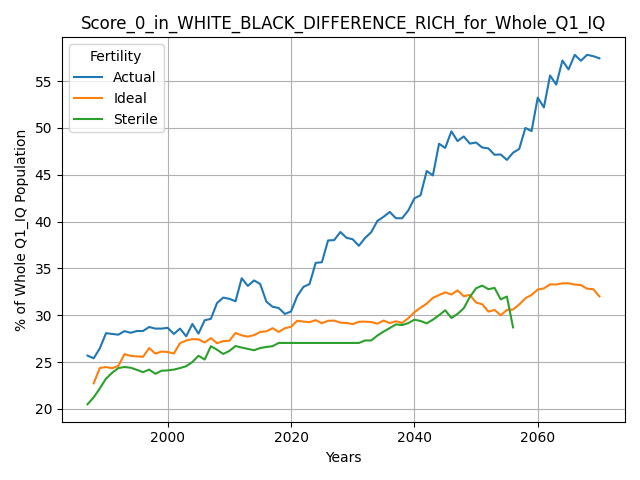 Score_0_in_WHITE_BLACK_DIFFERENCE_RICH_for_Whole_Q1_IQ
Fertility
Actual
Ideal
Sterile
% of Whole Q1_IQ Population
55
50
45
40
35
30
25
20
2000
2020
2040
2060
Years